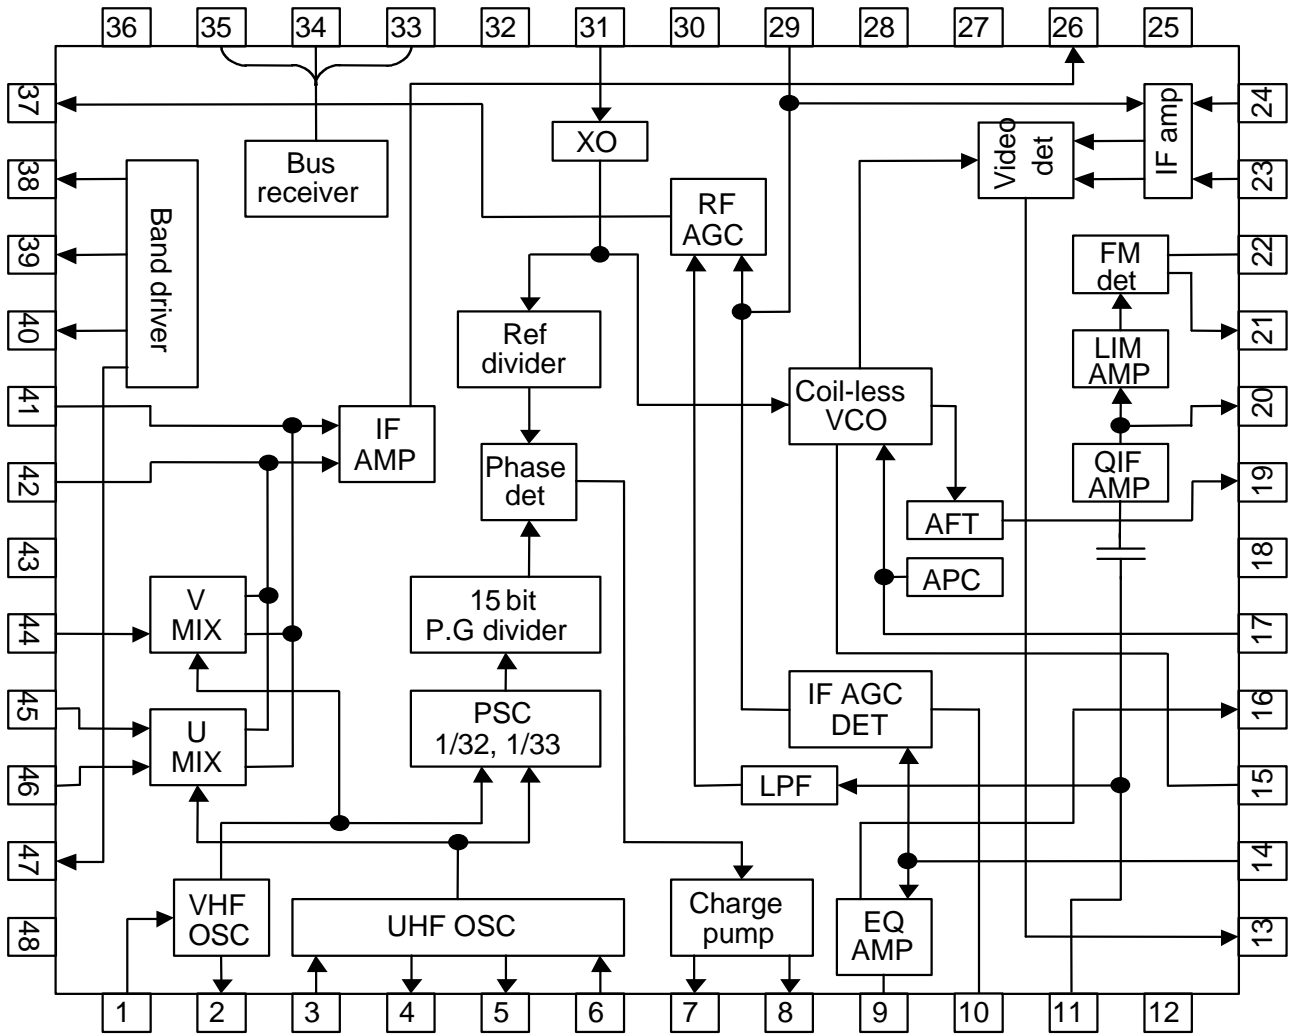 36
35
34
33
32
31
30
29
28
27
26
25
37
38
39
40
41
42
43
44
45
46
47
48
24
23
22
21
20
19
18
17
16
15
14
13
XO
Bus
receiver
Video
det
IF amp
Band driver
RF
AGC
FM
det
Ref
divider
LIM
AMP
Coil-less
VCO
IF
AMP
Phase
det
QIF
AMP
AFT
APC
V
MIX
15 bit
P.G divider
U
MIX
PSC
1/32, 1/33
IF AGC
DET
LPF
VHF
OSC
UHF OSC
Charge
pump
EQ
AMP
1
2
3
4
5
6
7
8
9
10
11
12